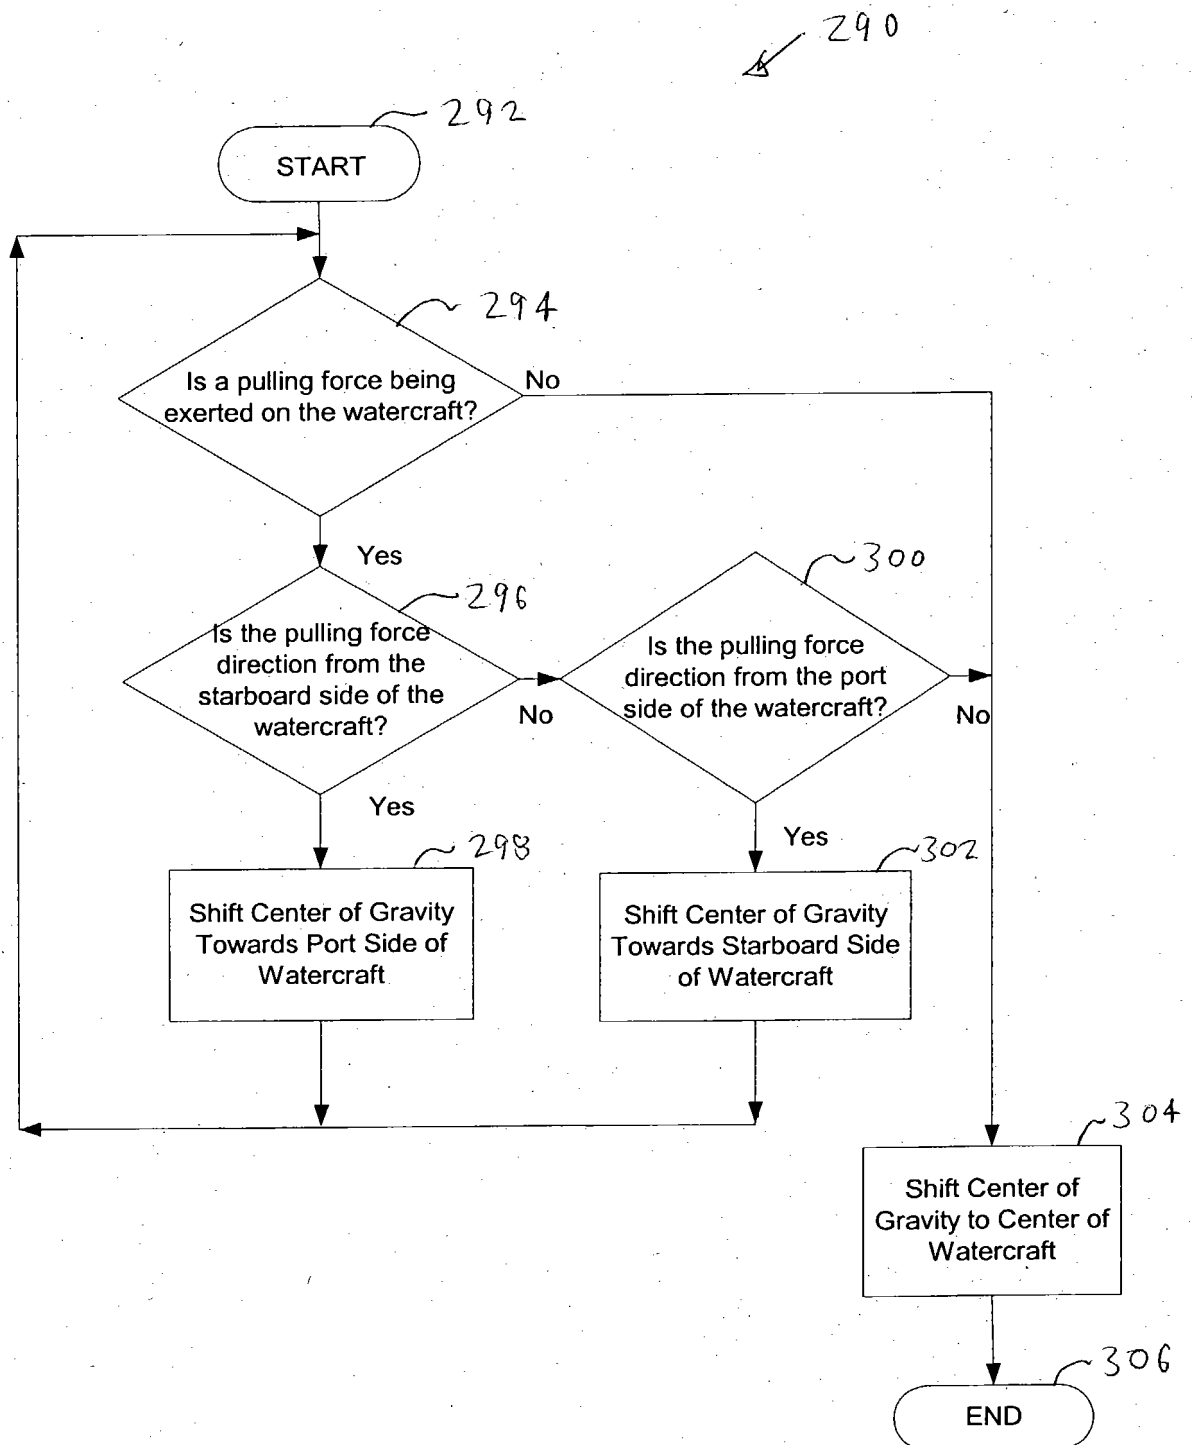 290
292
START
294
Is a pulling force being
exerted on the watercraft?
No
Yes
296
Is the pulling force
direction from the
starboard side of the
watercraft?
No
300
Is the pulling force
direction from the port
side of the watercraft?
No
Yes
298
Shift Center of Gravity
Towards Port Side of
Watercraft
Yes
302
Shift Center of Gravity
Towards Starboard Side
of Watercraft
304
Shift Center of
Gravity to Center of
Watercraft
306
END